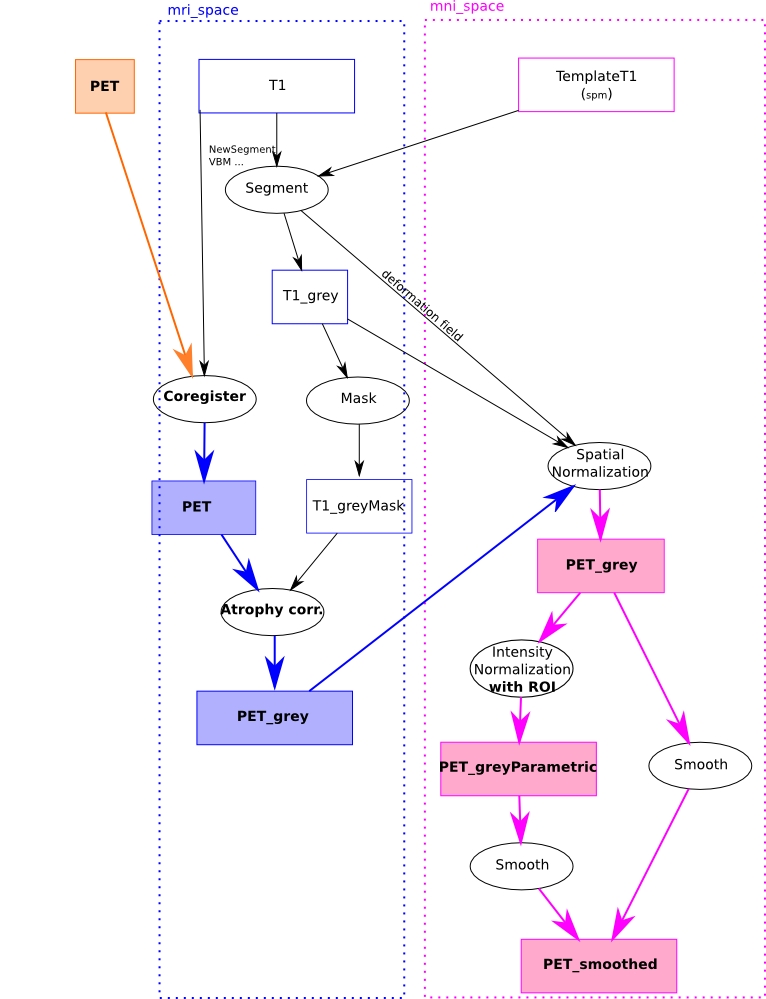 mri_space
mni_space
PET
T1
TemplateT1
(spm)
NewSegment
VBM ...
Segment
T1_grey
deformation field
Coregister
Mask
Spatial
Normalization
PET
T1_greyMask
PET_grey
Atrophy corr.
Intensity
Normalization
with ROI
PET_grey
PET_greyParametric
Smooth
Smooth
PET_smoothed